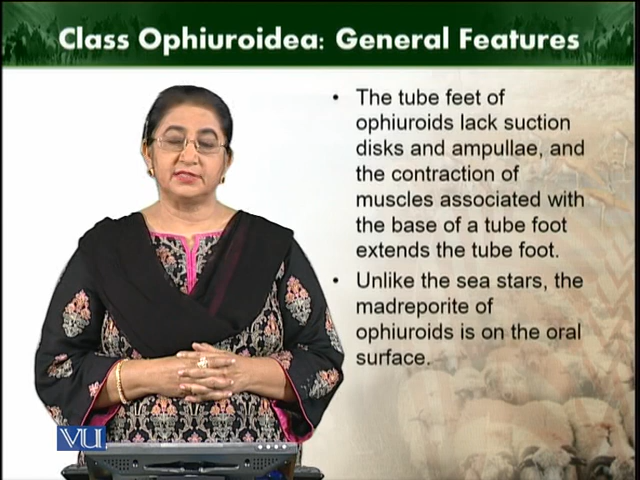 Class Ophiuroidea: General Features
• The tube feet of
ophiuroids lack suction
disks and ampullae, and
the contraction of
muscles associated with
the base of a tube foot
extends the tube foot.
• Unlike the sea stars, the
madreporite of
ophiuroids is on the oral
surface.
VU